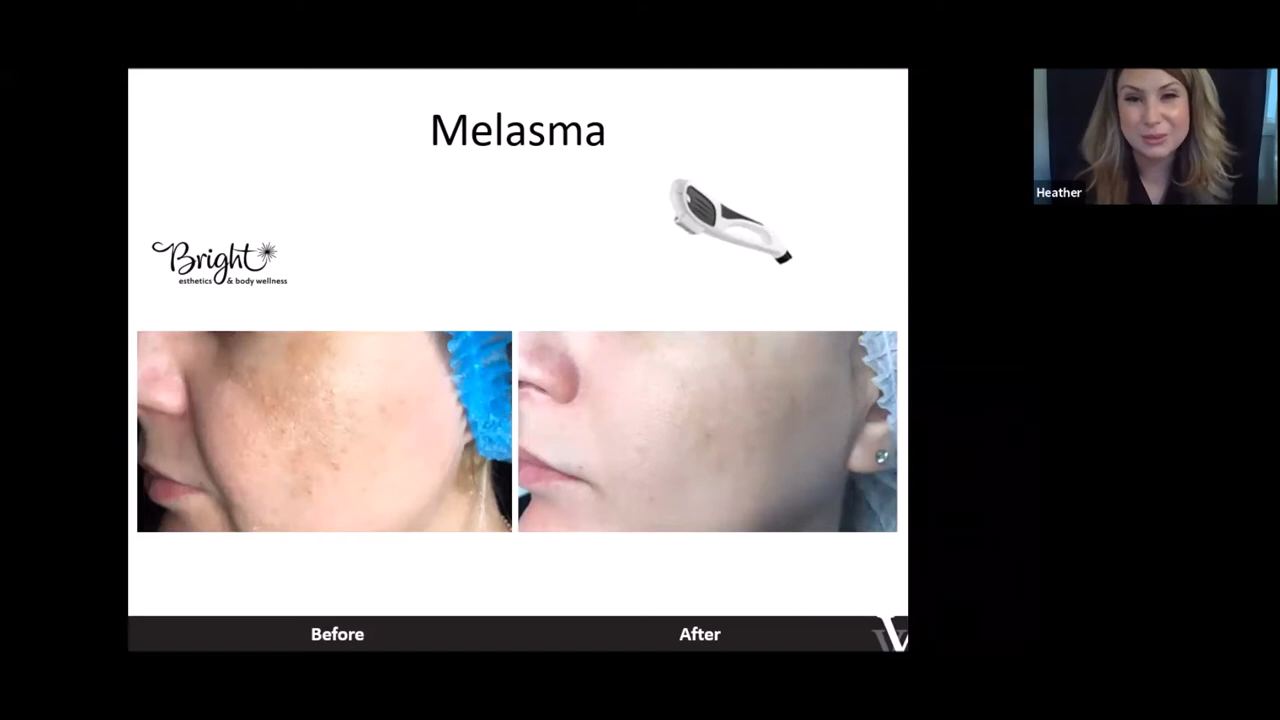 Melasma
Heather
Bright
esthetics & body wellness
Before
After